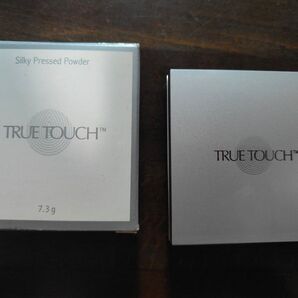 Silky Pressed Powder
TRUE TOUCH™
7.3 g
TRUE TOUCH™